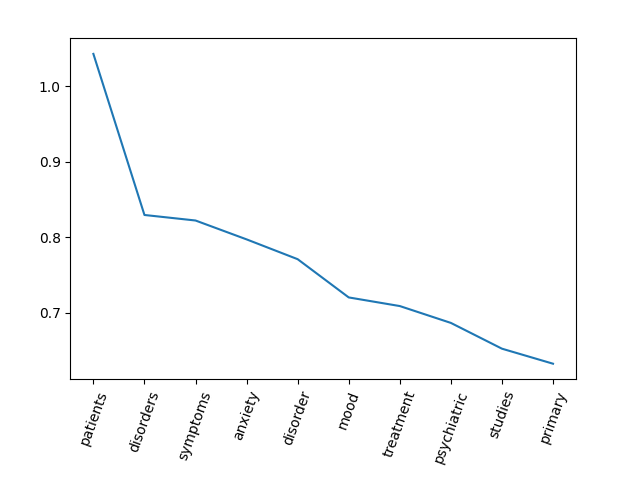 1.0
0.9
0.8
0.7
patients
disorders
symptoms
anxiety
disorder
mood
treatment
psychiatric
studies
primary